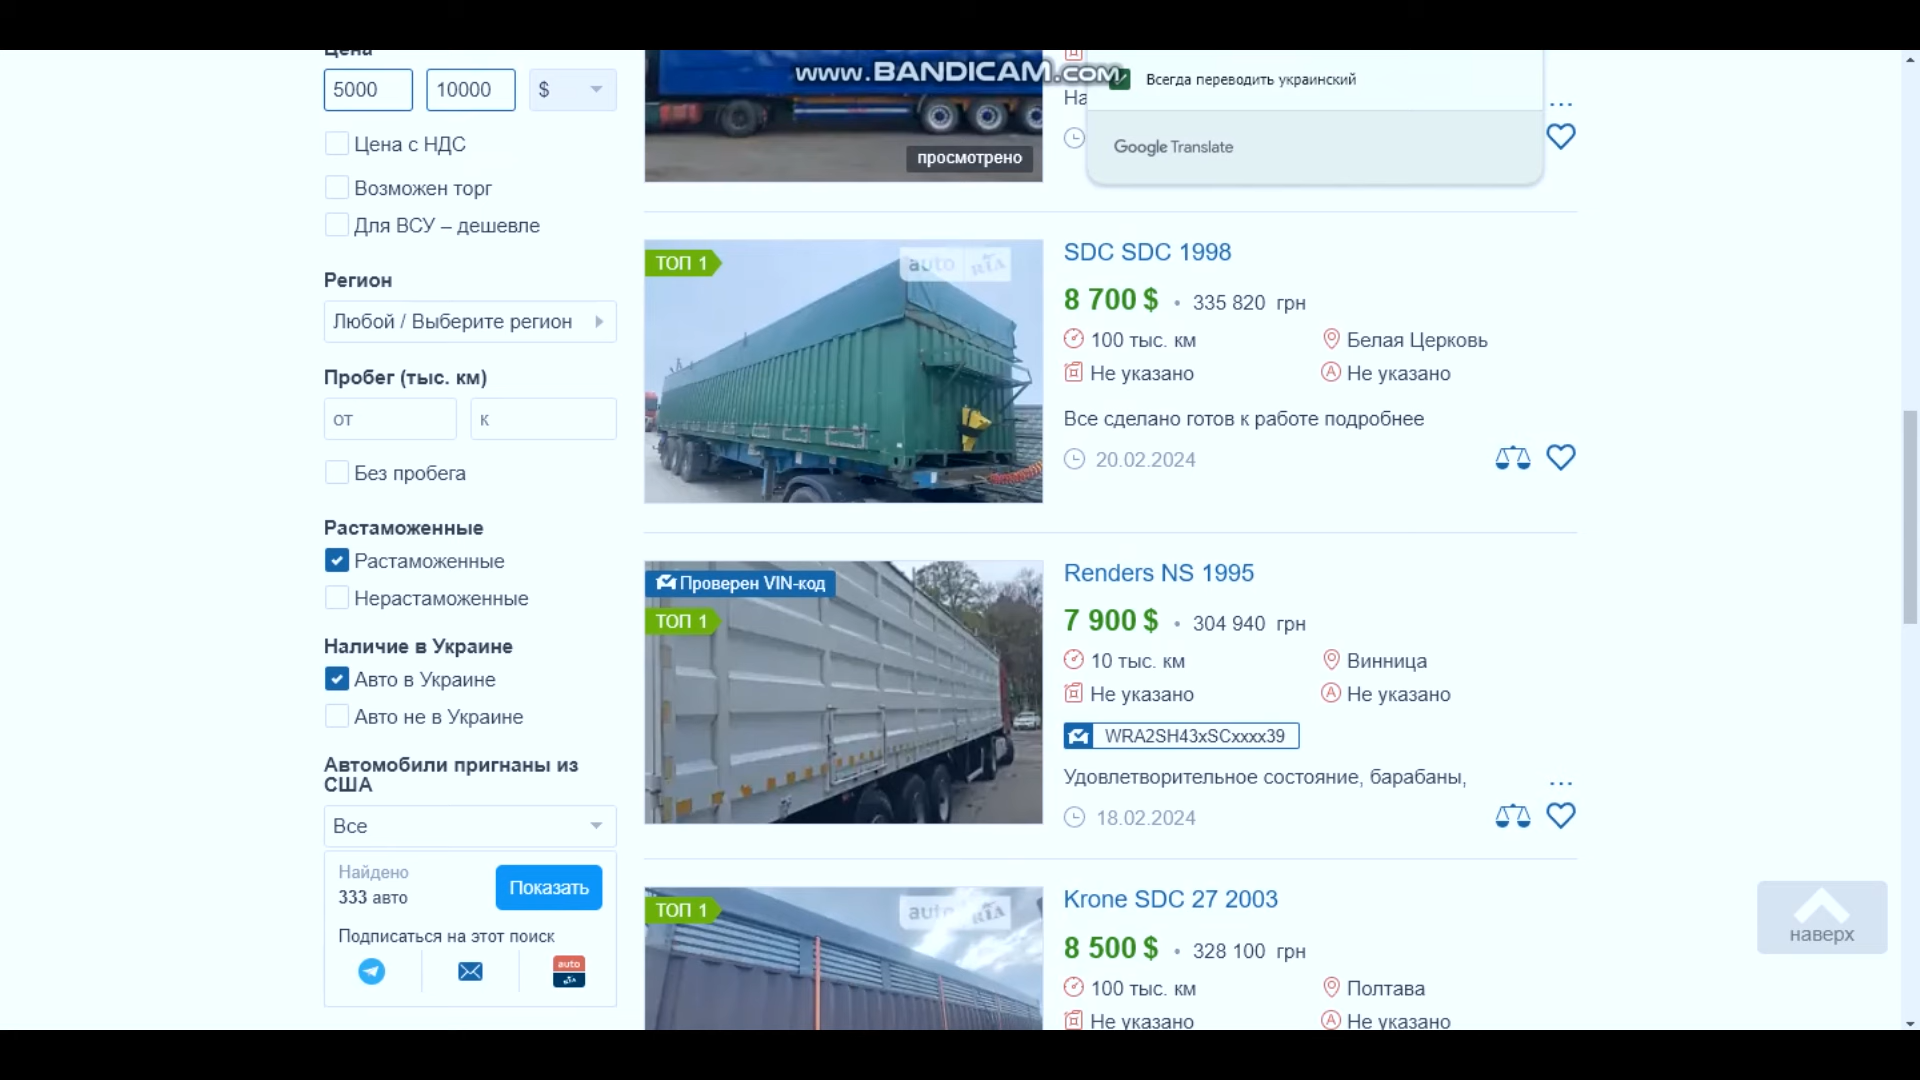 Цена
5000
10000
$
Цена с НДС
Возможен торг
Для ВСУ – дешевле
Регион
Любой / Выберите регион
Пробег (тыс. км)
от
к
Без пробега
Растаможенные
Растаможенные
Нерастаможенные
Наличие в Украине
Авто в Украине
Авто не в Украине
Автомобили пригнаны из
США
Все
Найдено
333 авто
Показать
Подписаться на этот поиск
auto
RIA
www.BANDICAM.com
Всегда переводить украинский
На
...
Google Translate
просмотрено
ТОП 1
auto RIA
SDC SDC 1998
8 700 $ • 335 820 грн
100 тыс. км
Белая Церковь
Не указано
Не указано
Все сделано готов к работе подробнее
20.02.2024
Проверен VIN-код
ТОП 1
Renders NS 1995
7 900 $ • 304 940 грн
10 тыс. км
Винница
Не указано
Не указано
WRA2SH43xSCxxxx39
Удовлетворительное состояние, барабаны,
...
18.02.2024
ТОП 1
auto RIA
Krone SDC 27 2003
8 500 $ • 328 100 грн
100 тыс. км
Полтава
Не указано
Не указано
наверх